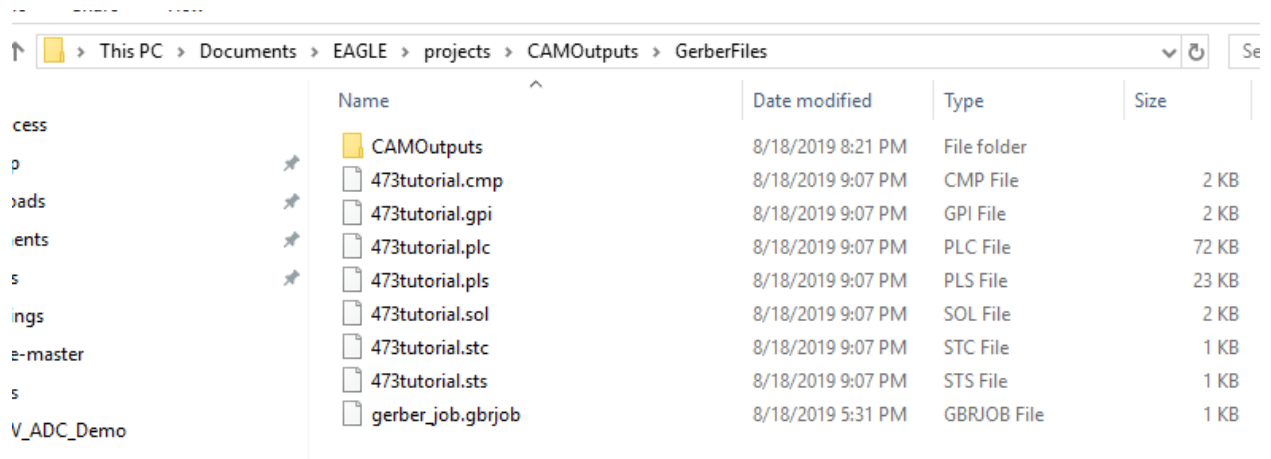 This PC > Documents > EAGLE > projects > CAMOutputs > GerberFiles
Name Date modified Type Size
CAMOutputs 8/18/2019 8:21 PM File folder
473tutorial.cmp 8/18/2019 9:07 PM CMP File 2 KB
473tutorial.gpi 8/18/2019 9:07 PM GPI File 2 KB
473tutorial.plc 8/18/2019 9:07 PM PLC File 72 KB
473tutorial.pls 8/18/2019 9:07 PM PLS File 23 KB
473tutorial.sol 8/18/2019 9:07 PM SOL File 2 KB
473tutorial.stc 8/18/2019 9:07 PM STC File 1 KB
473tutorial.sts 8/18/2019 9:07 PM STS File 1 KB
gerber_job.gbrjob 8/18/2019 5:31 PM GBRJOB File 1 KB
cess
ents
ings
e-master
V_ADC_Demo